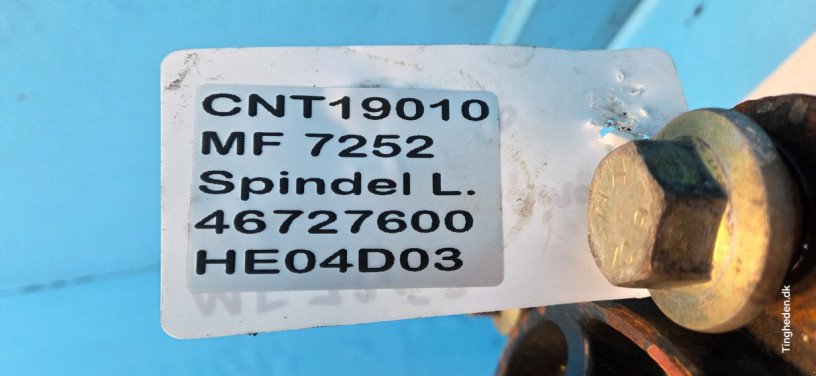 CNT19010
MF 7252
Spindel L.
46727600
HE04D03
Tingheden.dk